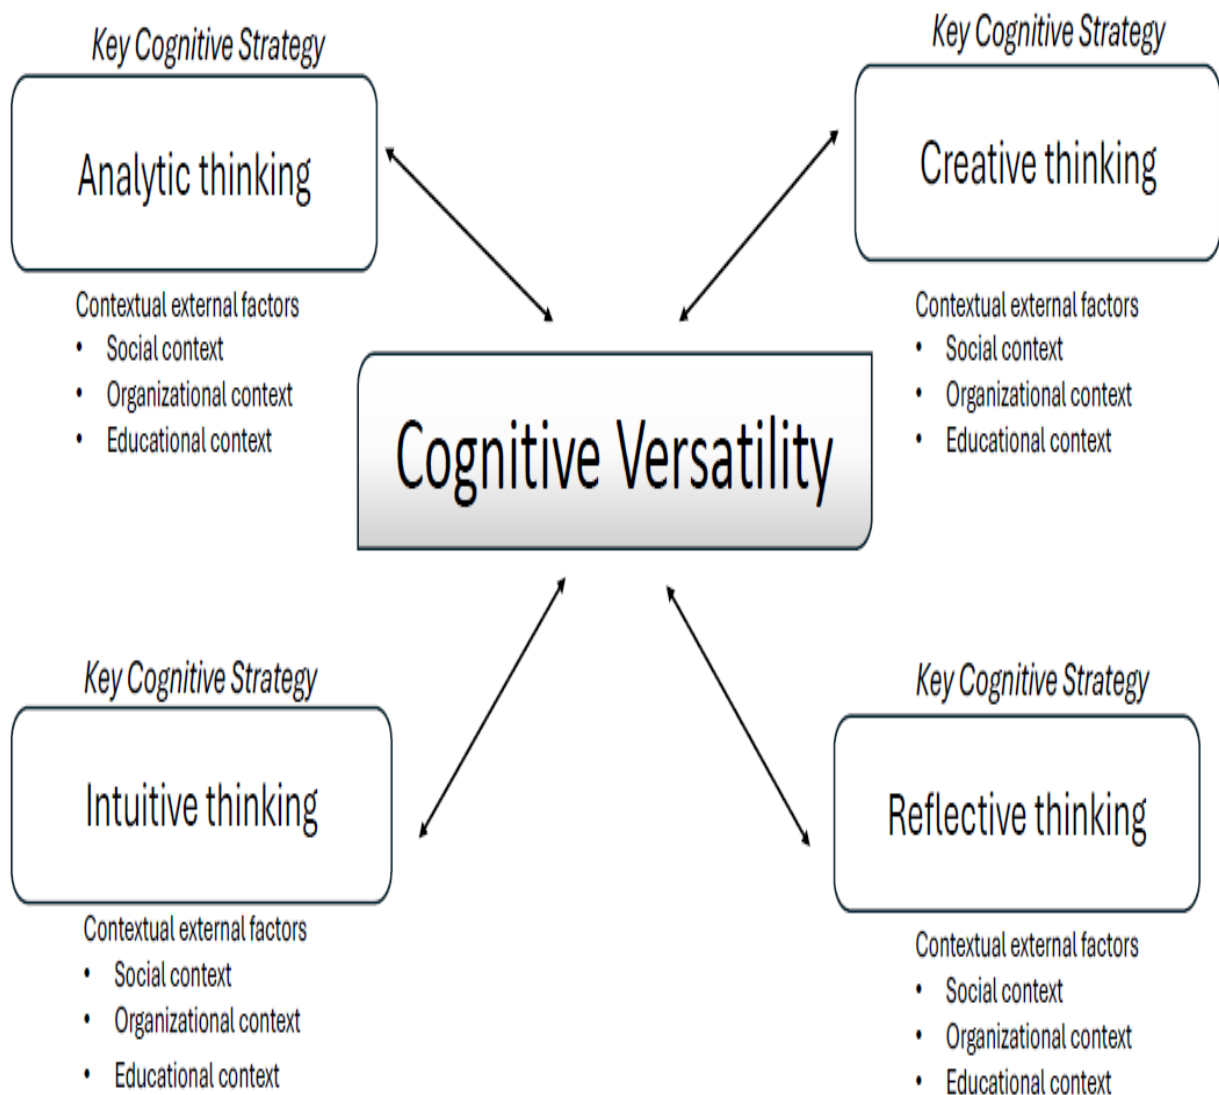 Key Cognitive Strategy
Analytic thinking
Contextual external factors
• Social context
• Organizational context
• Educational context
Key Cognitive Strategy
Creative thinking
Contextual external factors
• Social context
• Organizational context
• Educational context
Cognitive Versatility
Key Cognitive Strategy
Intuitive thinking
Contextual external factors
• Social context
• Organizational context
• Educational context
Key Cognitive Strategy
Reflective thinking
Contextual external factors
• Social context
• Organizational context
• Educational context